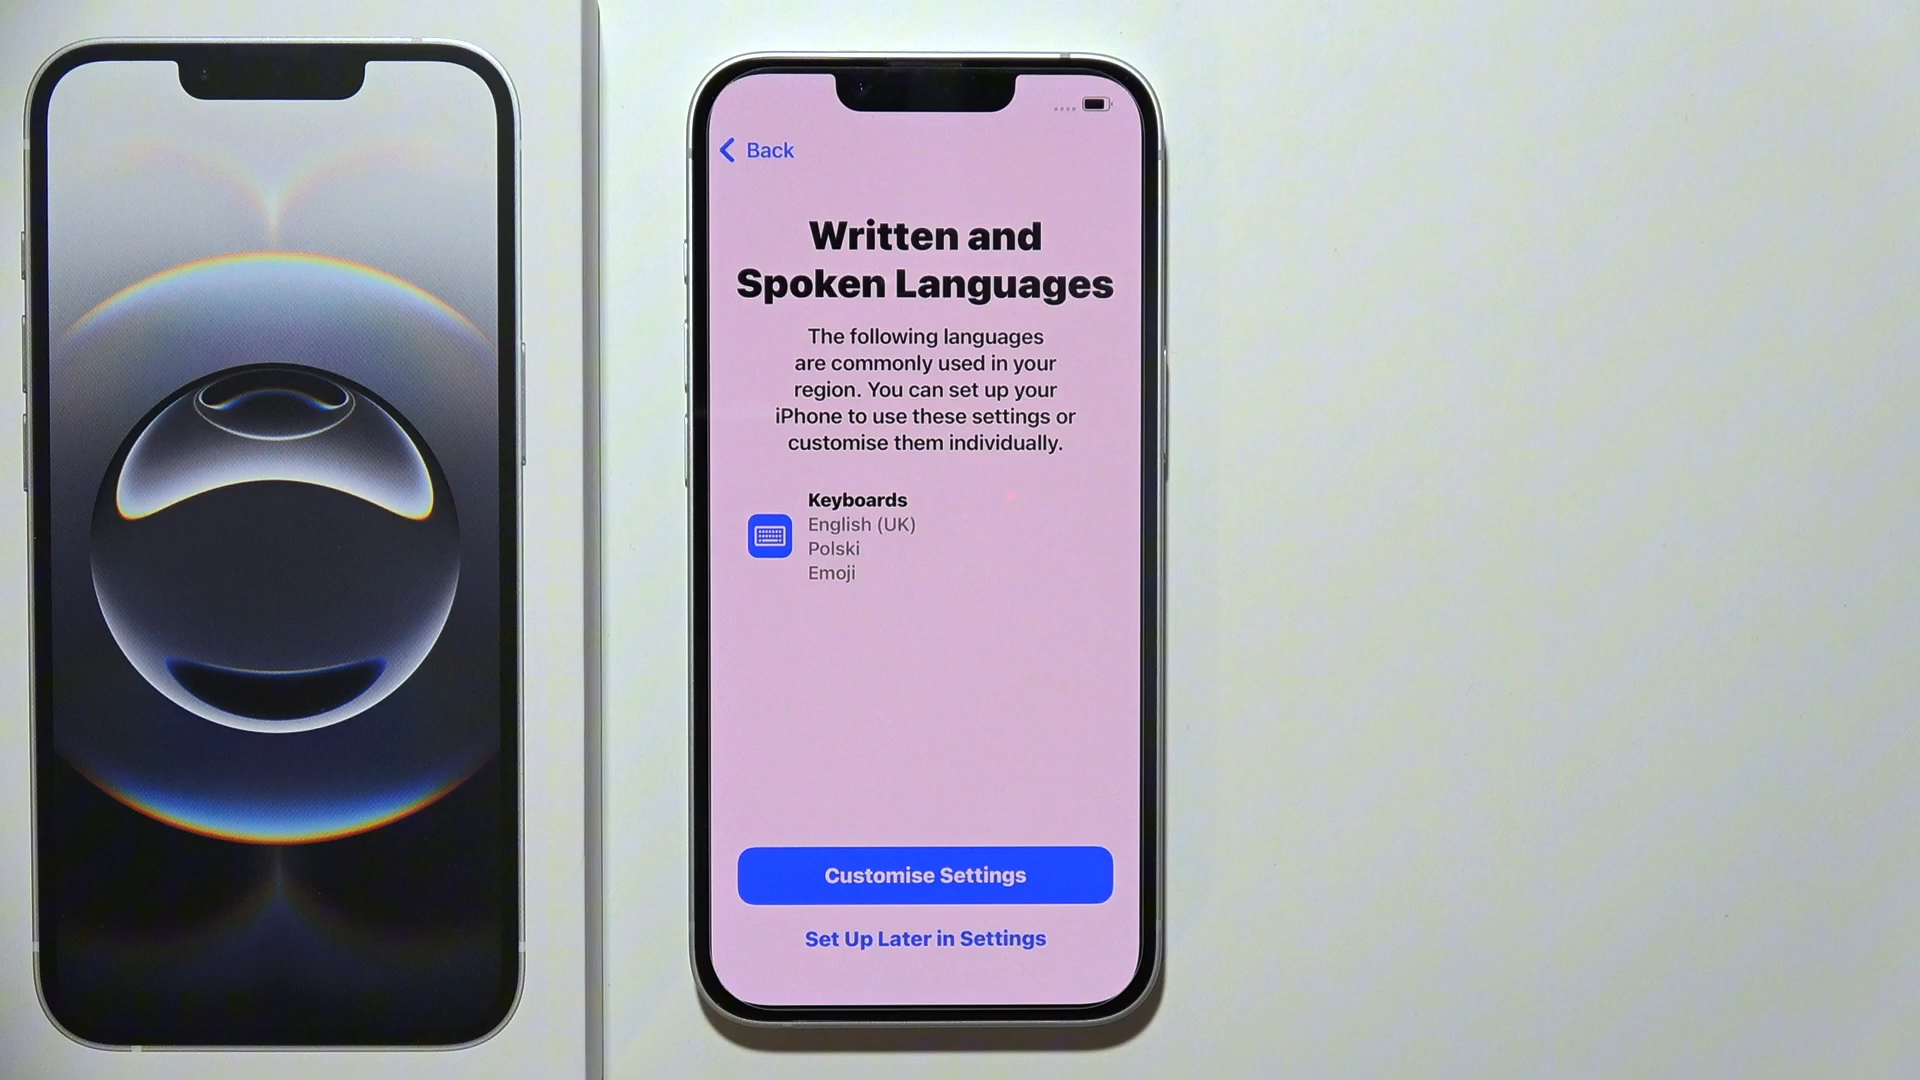 Back
Written and
Spoken Languages
The following languages
are commonly used in your
region. You can set up your
iPhone to use these settings or
customise them individually.
Keyboards
English (UK)
Polski
Emoji
Customise Settings
Set Up Later in Settings